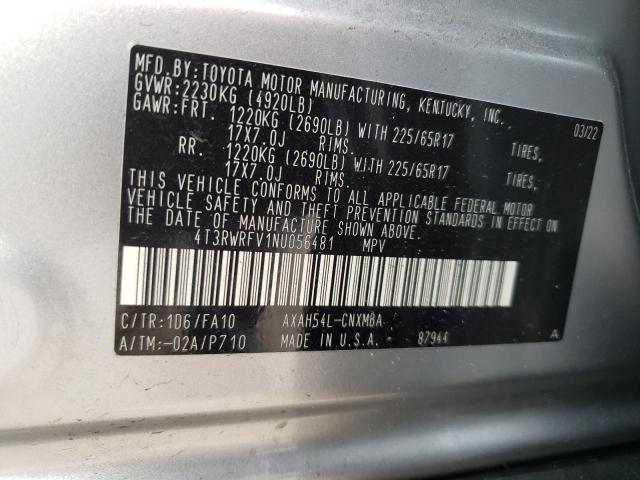 MFD.BY:TOYOTA MOTOR MANUFACTURING, KENTUCKY, INC.
GVWR:2230KG (4920LB) 03/22
GAWR:FRT. 1220KG (2690LB) WITH 225/65R17 TIRES,
17X7.0J RIMS.
RR. 1220KG (2690LB) WITH 225/65R17 TIRES,
17X7.0J RIMS.
THIS VEHICLE CONFORMS TO ALL APPLICABLE FEDERAL MOTOR
VEHICLE SAFETY AND THEFT PREVENTION STANDARDS IN EFFECT ON
THE DATE OF MANUFACTURE SHOWN ABOVE.
4T3RWRFV1NU056481 MPV
C/TR:1D6/FA10 AXAH54L-CNXMBA
A/TM:-02A/P710 MADE IN U.S.A. 87944 A